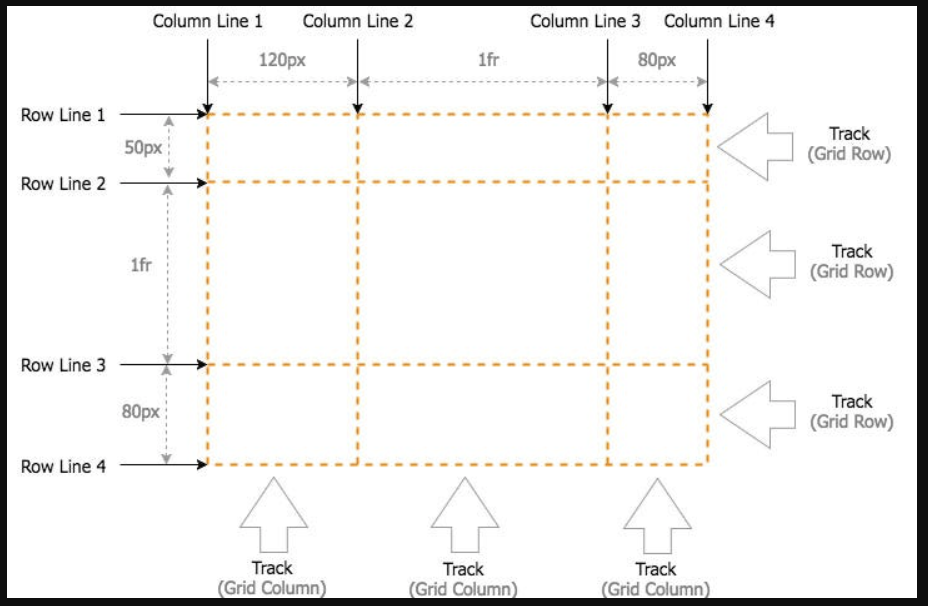 Column Line 1 Column Line 2 Column Line 3 Column Line 4
120px 1fr 80px
Row Line 1
Track
(Grid Row)
50px
Row Line 2
Track
(Grid Row)
1fr
Row Line 3
Track
(Grid Row)
80px
Row Line 4
Track Track Track
(Grid Column) (Grid Column) (Grid Column)